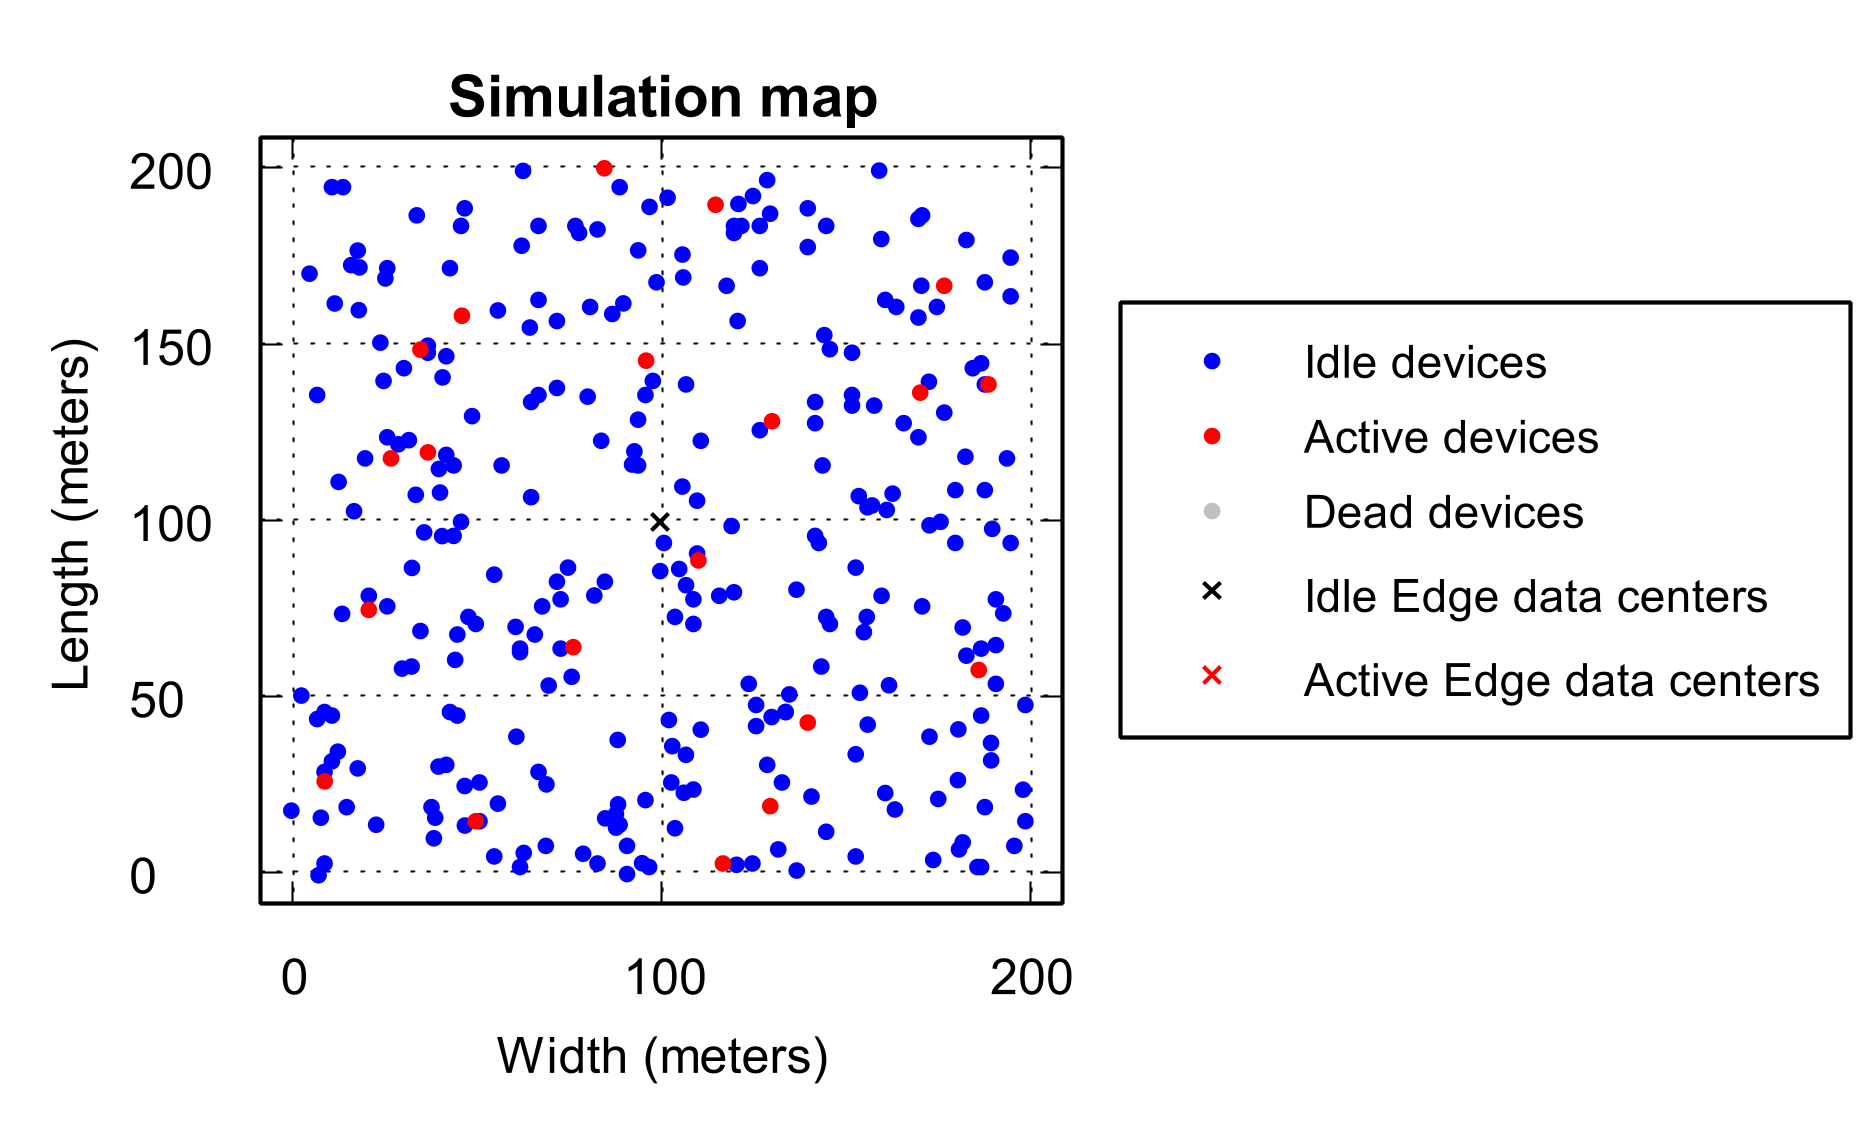 Simulation map
200
150
100
50
0
Length (meters)
0
100
200
Width (meters)
Idle devices
Active devices
Dead devices
Idle Edge data centers
Active Edge data centers